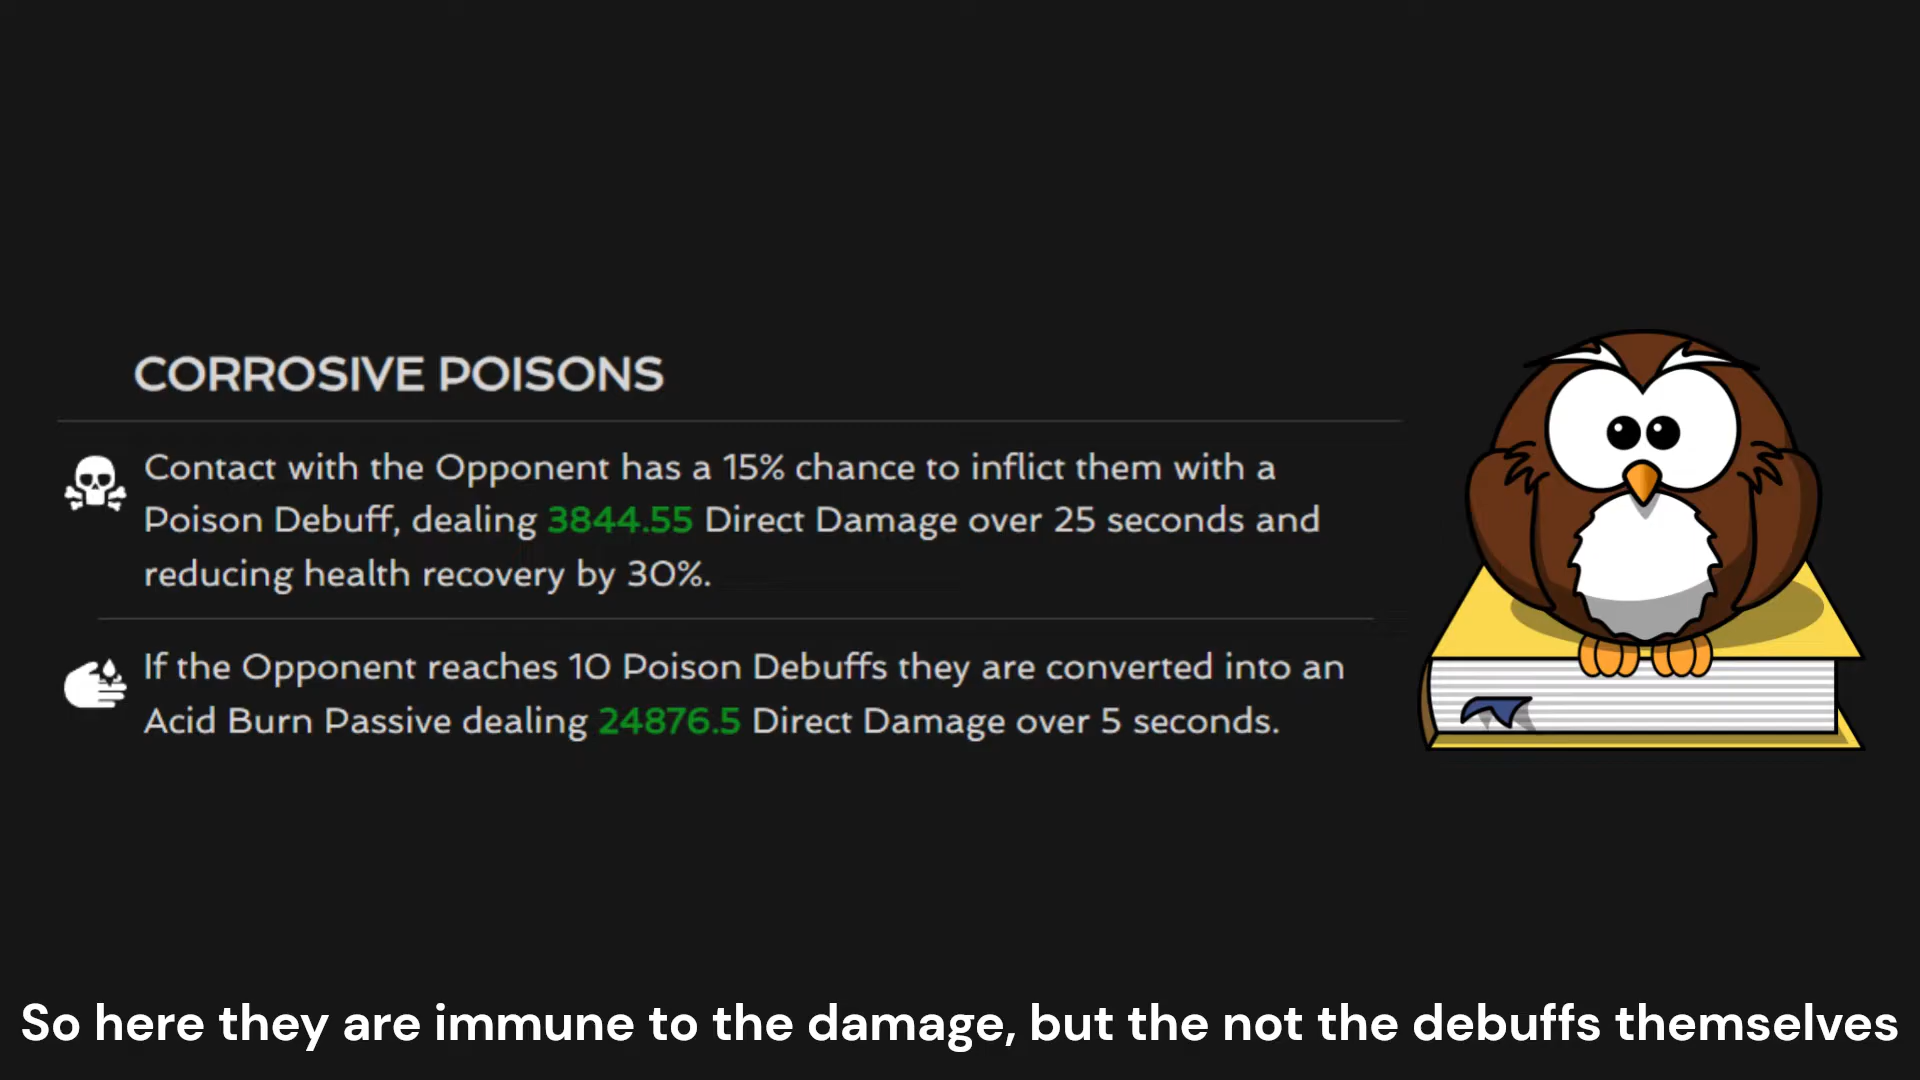 CORROSIVE POISONS
Contact with the Opponent has a 15% chance to inflict them with a
Poison Debuff, dealing 3844.55 Direct Damage over 25 seconds and
reducing health recovery by 30%.
If the Opponent reaches 10 Poison Debuffs they are converted into an
Acid Burn Passive dealing 24876.5 Direct Damage over 5 seconds.
So here they are immune to the damage, but the not the debuffs themselves